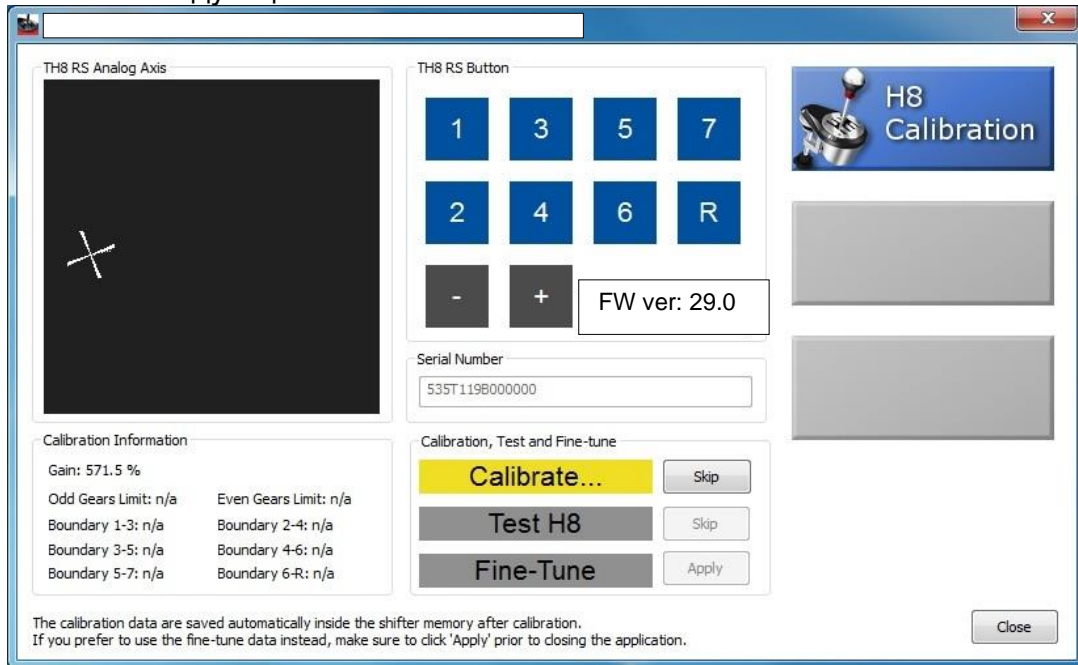 TH8 RS Analog Axis
TH8 RS Button
1 3 5 7
2 4 6 R
- +
FW ver: 29.0
H8
Calibration
Serial Number
535T119B000000
Calibration Information
Gain: 571.5 %
Odd Gears Limit: n/a Even Gears Limit: n/a
Boundary 1-3: n/a Boundary 2-4: n/a
Boundary 3-5: n/a Boundary 4-6: n/a
Boundary 5-7: n/a Boundary 6-R: n/a
Calibration, Test and Fine-tune
Calibrate... Skip
Test H8 Skip
Fine-Tune Apply
The calibration data are saved automatically inside the shifter memory after calibration.
If you prefer to use the fine-tune data instead, make sure to click 'Apply' prior to closing the application.
Close